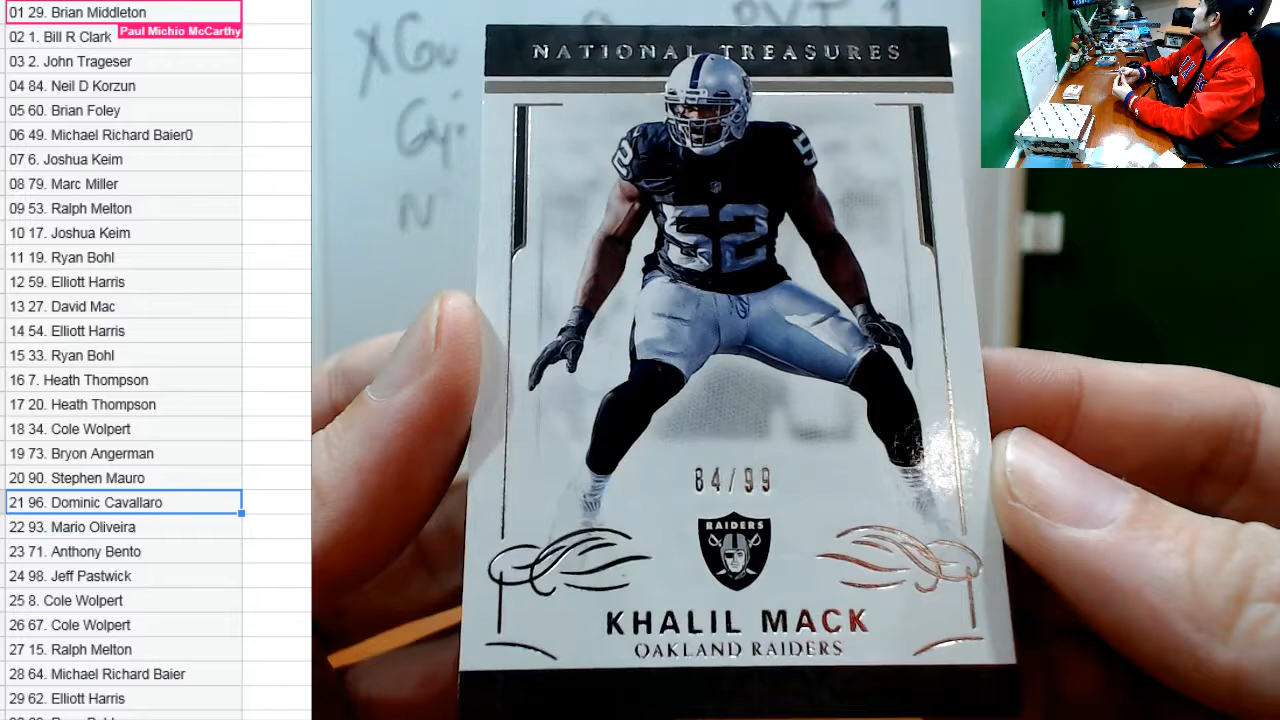 01 29. Brian Middleton
Paul Michio McCarthy
02 1. Bill R Clark
03 2. John Trageser
04 84. Neil D Korzun
05 60. Brian Foley
06 49. Michael Richard Baier0
07 6. Joshua Keim
08 79. Marc Miller
09 53. Ralph Melton
10 17. Joshua Keim
11 19. Ryan Bohl
12 59. Elliott Harris
13 27. David Mac
14 54. Elliott Harris
15 33. Ryan Bohl
16 7. Heath Thompson
17 20. Heath Thompson
18 34. Cole Wolpert
19 73. Bryon Angerman
20 90. Stephen Mauro
21 96. Dominic Cavallaro
22 93. Mario Oliveira
23 71. Anthony Bento
24 98. Jeff Pastwick
25 8. Cole Wolpert
26 67. Cole Wolpert
27 15. Ralph Melton
28 64. Michael Richard Baier
29 62. Elliott Harris
NATIONAL TREASURES
52
84/99
RAIDERS
KHALIL MACK
OAKLAND RAIDERS